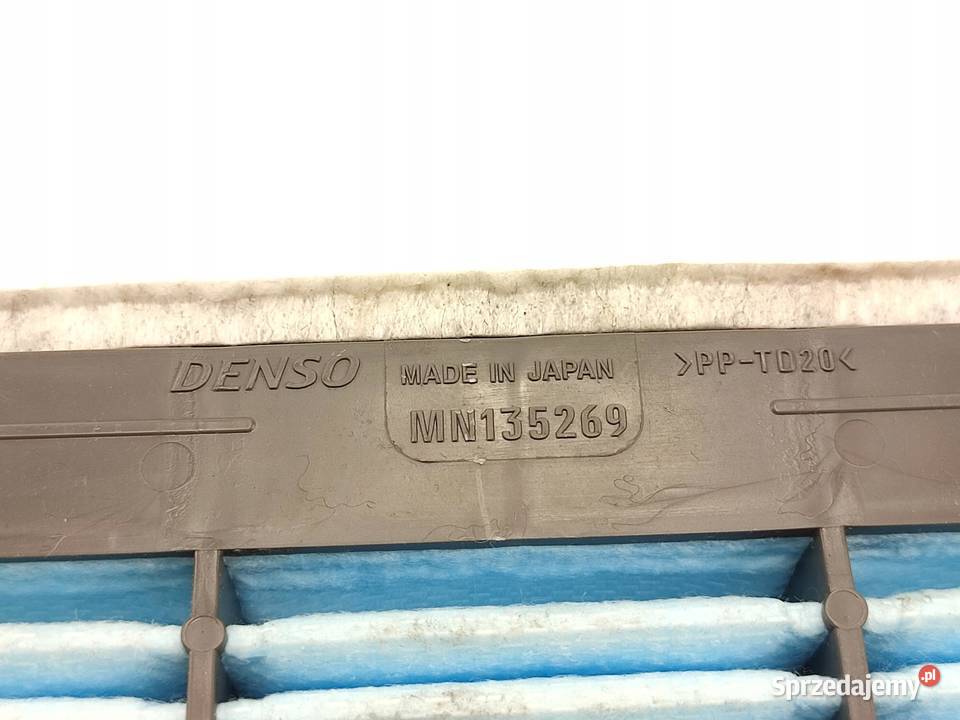 DENSO
MADE IN JAPAN
MN135269
>PP-TD20<
Sprzedajemy.pl